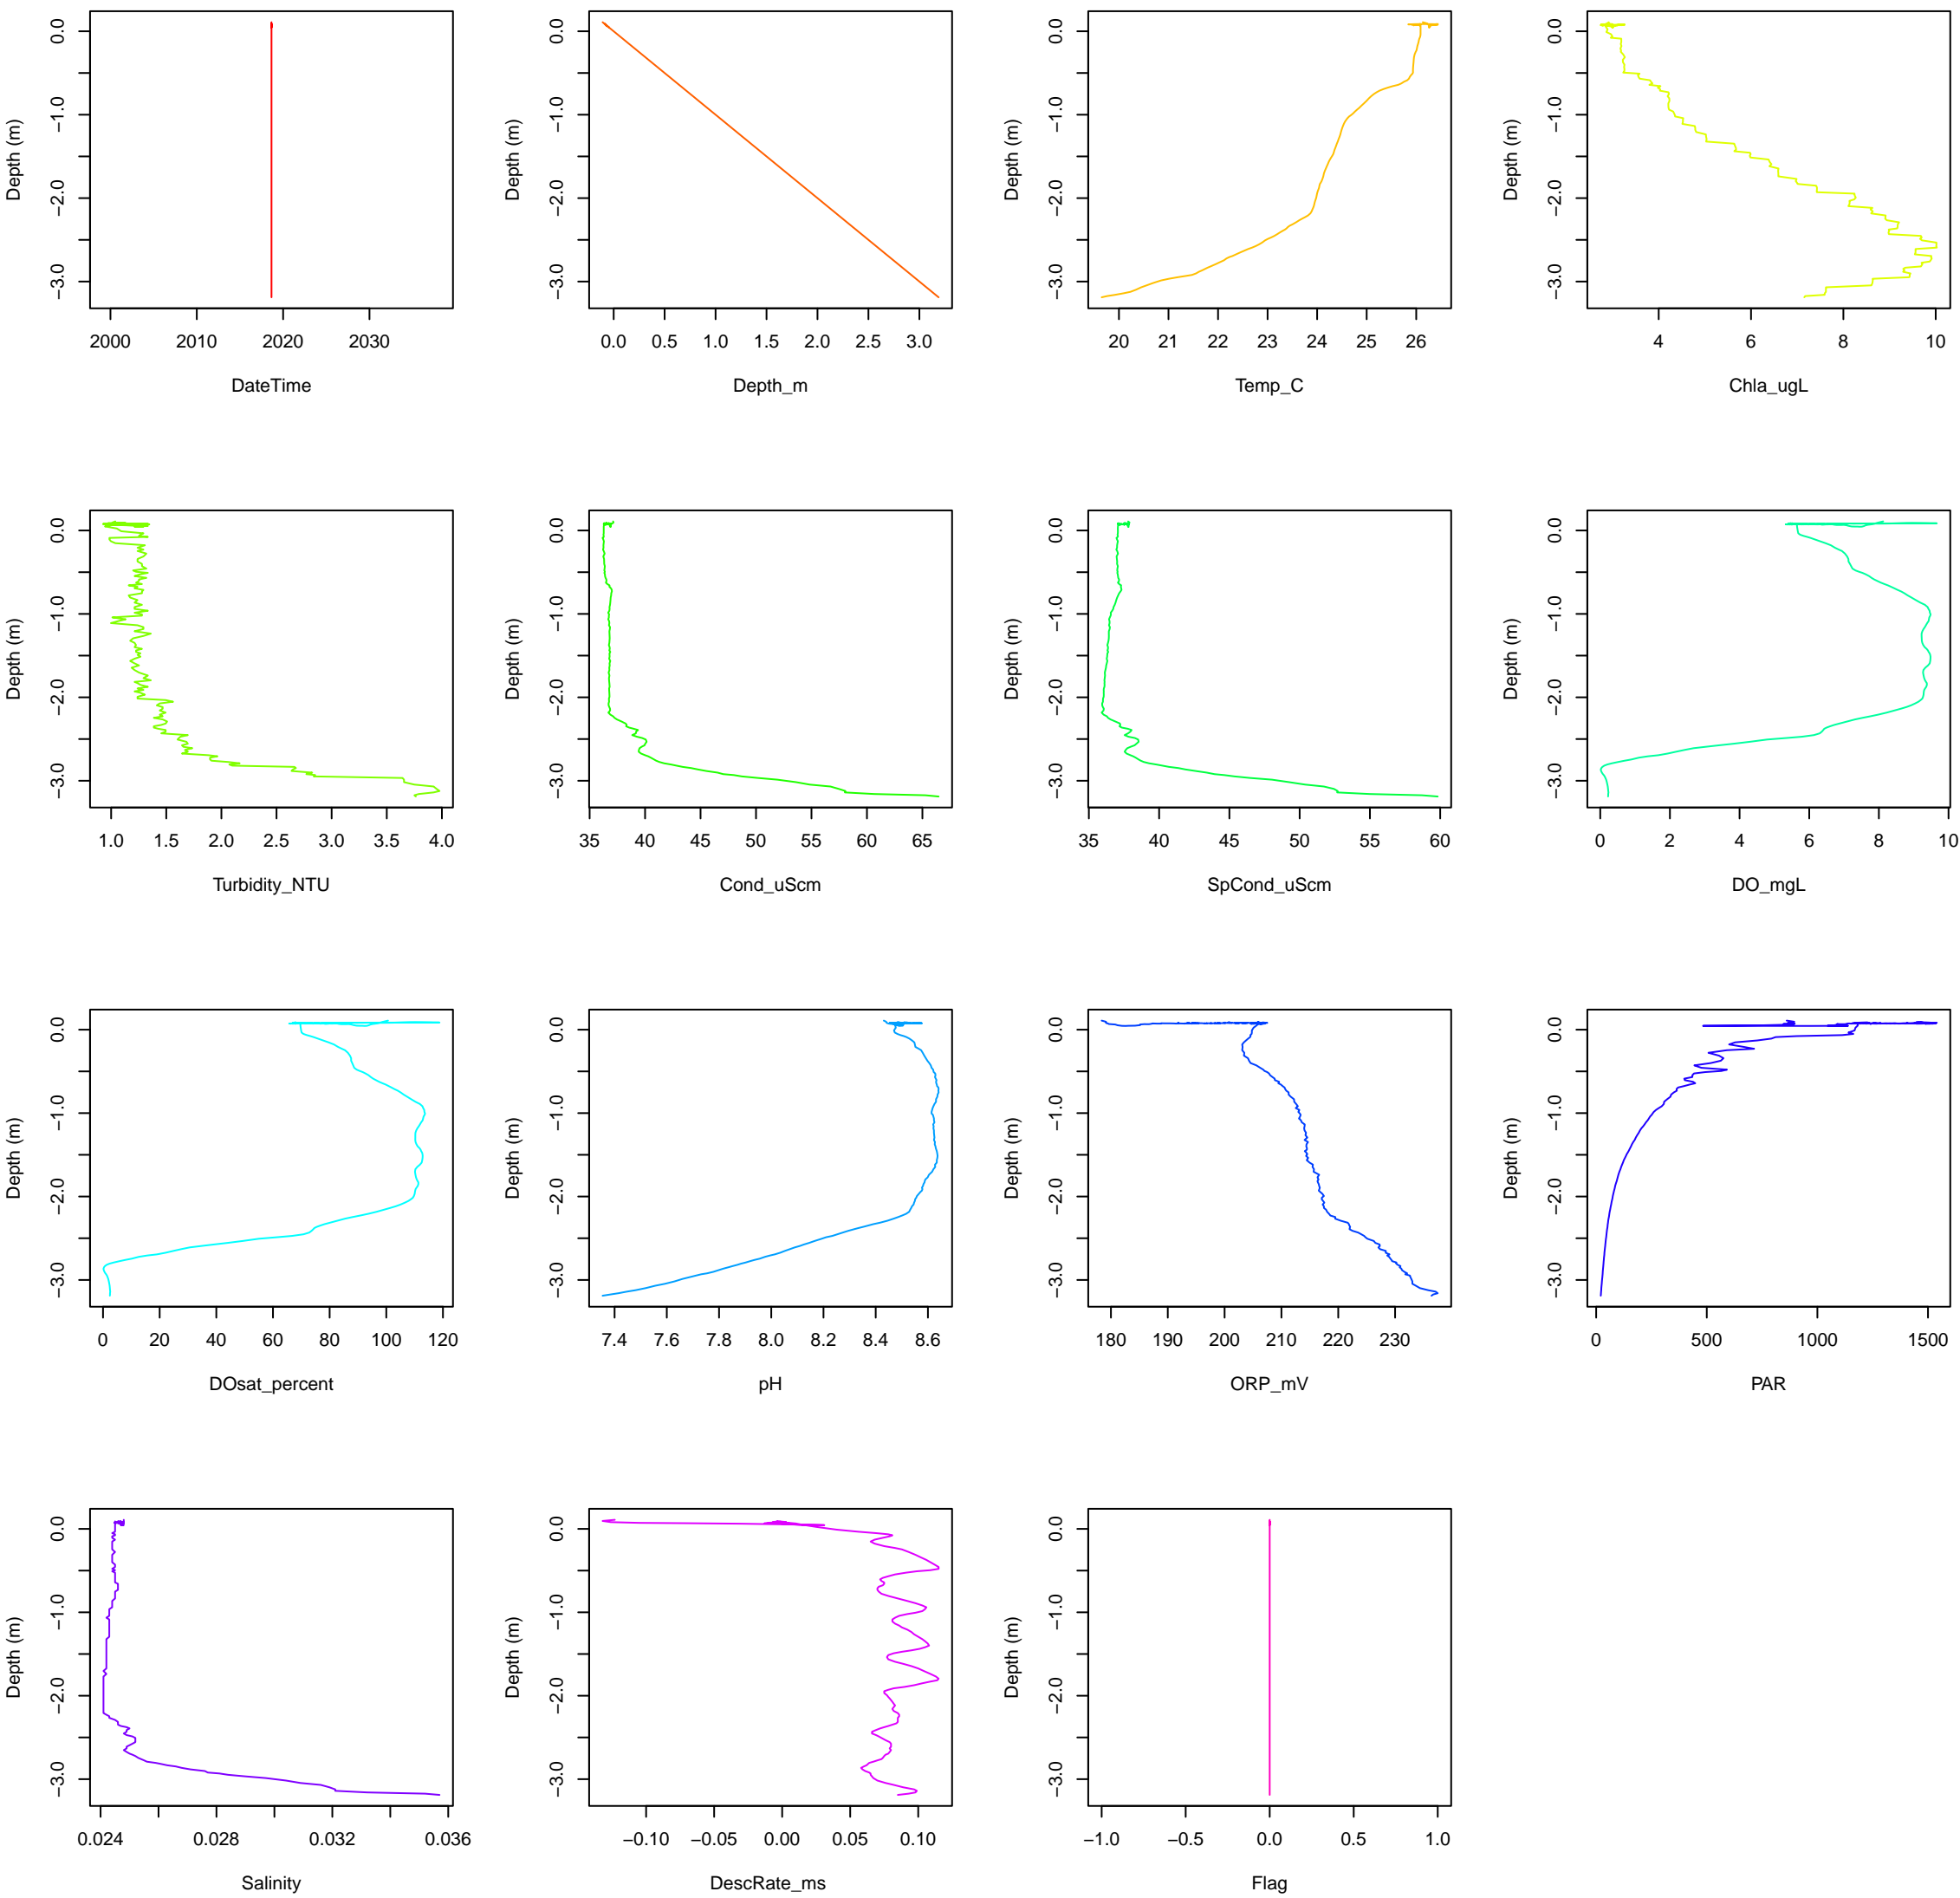 Depth (m)
0.0
−1.0
−2.0
−3.0
2000 2010 2020 2030
DateTime
Depth (m)
0.0
−1.0
−2.0
−3.0
0.0 0.5 1.0 1.5 2.0 2.5 3.0
Depth_m
Depth (m)
0.0
−1.0
−2.0
−3.0
20 21 22 23 24 25 26
Temp_C
Depth (m)
0.0
−1.0
−2.0
−3.0
4 6 8 10
Chla_ugL
Depth (m)
0.0
−1.0
−2.0
−3.0
1.0 1.5 2.0 2.5 3.0 3.5 4.0
Turbidity_NTU
Depth (m)
0.0
−1.0
−2.0
−3.0
35 40 45 50 55 60 65
Cond_uScm
Depth (m)
0.0
−1.0
−2.0
−3.0
35 40 45 50 55 60
SpCond_uScm
Depth (m)
0.0
−1.0
−2.0
−3.0
0 2 4 6 8 10
DO_mgL
Depth (m)
0.0
−1.0
−2.0
−3.0
0 20 40 60 80 100 120
DOsat_percent
Depth (m)
0.0
−1.0
−2.0
−3.0
7.4 7.6 7.8 8.0 8.2 8.4 8.6
pH
Depth (m)
0.0
−1.0
−2.0
−3.0
180 190 200 210 220 230
ORP_mV
Depth (m)
0.0
−1.0
−2.0
−3.0
0 500 1000 1500
PAR
Depth (m)
0.0
−1.0
−2.0
−3.0
0.024 0.028 0.032 0.036
Salinity
Depth (m)
0.0
−1.0
−2.0
−3.0
−0.10 −0.05 0.00 0.05 0.10
DescRate_ms
Depth (m)
0.0
−1.0
−2.0
−3.0
−1.0 −0.5 0.0 0.5 1.0
Flag